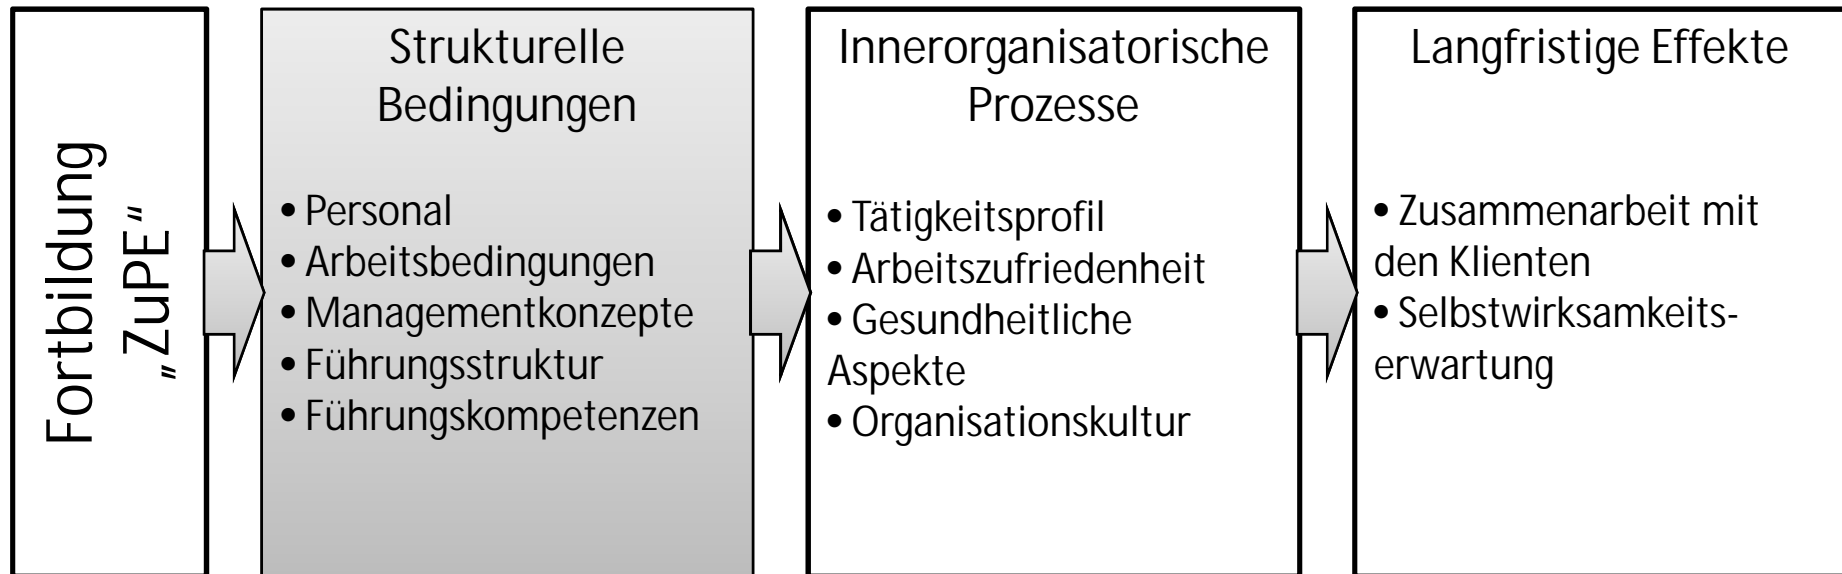 Fortbildung
„ZuPE“
Strukturelle
Bedingungen
• Personal
• Arbeitsbedingungen
• Managementkonzepte
• Führungsstruktur
• Führungskompetenzen
Innerorganisatorische
Prozesse
• Tätigkeitsprofil
• Arbeitszufriedenheit
• Gesundheitliche
Aspekte
• Organisationskultur
Langfristige Effekte
• Zusammenarbeit mit
den Klienten
• Selbstwirksamkeits-
erwartung